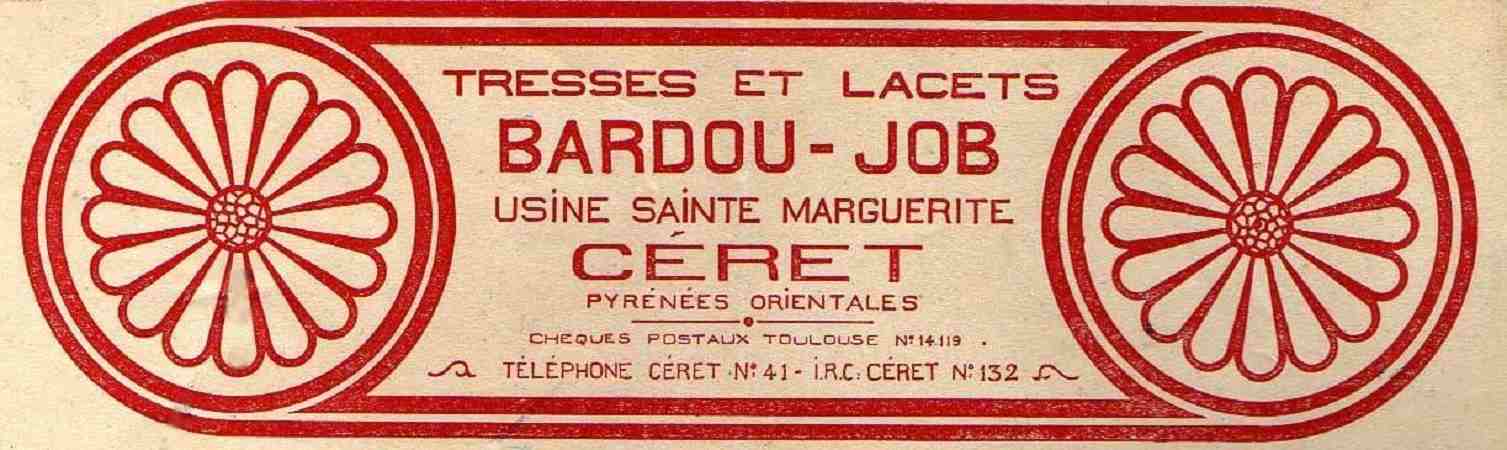 TRESSES ET LACETS
BARDOU-JOB
USINE SAINTE MARGUERITE
CÉRET
PYRÉNÉES ORIENTALES
CHEQUES POSTAUX TOULOUSE Nº 14.119.
TÉLÉPHONE CÉRET Nº 41 - I.R.C. CÉRET Nº 132